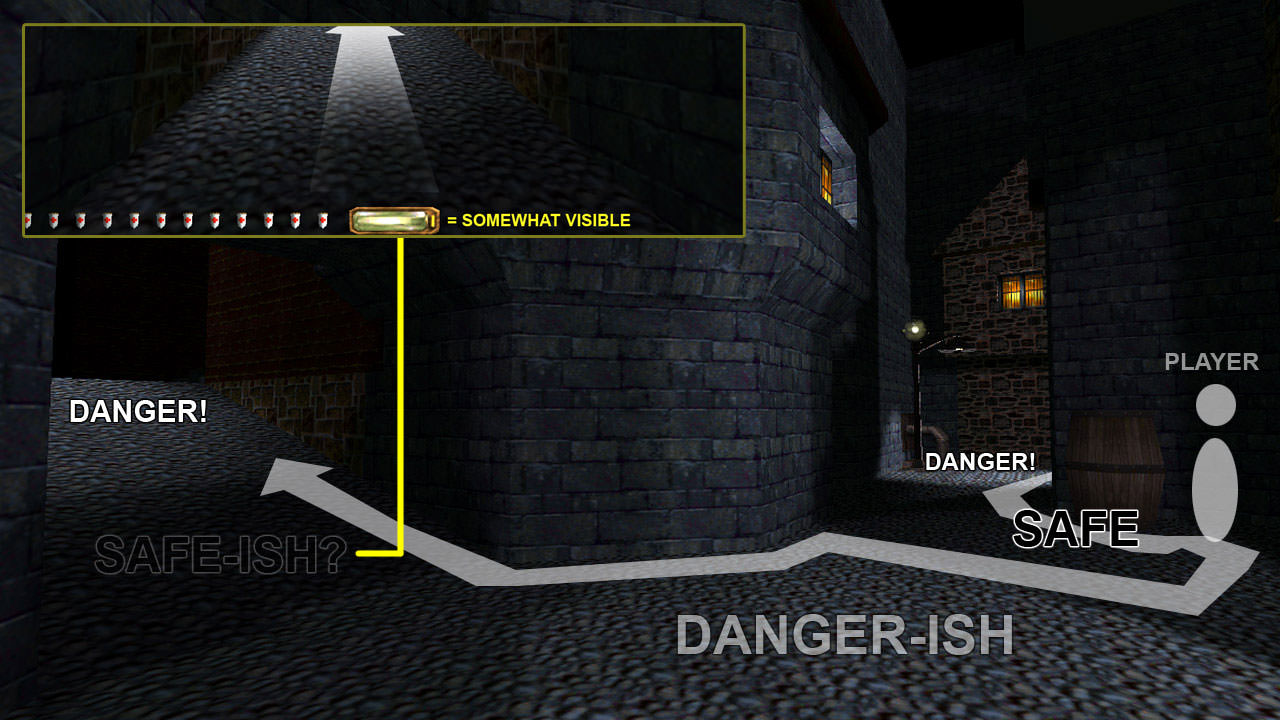 = SOMEWHAT VISIBLE
PLAYER
DANGER!
DANGER!
SAFE
SAFE-ISH?
DANGER-ISH